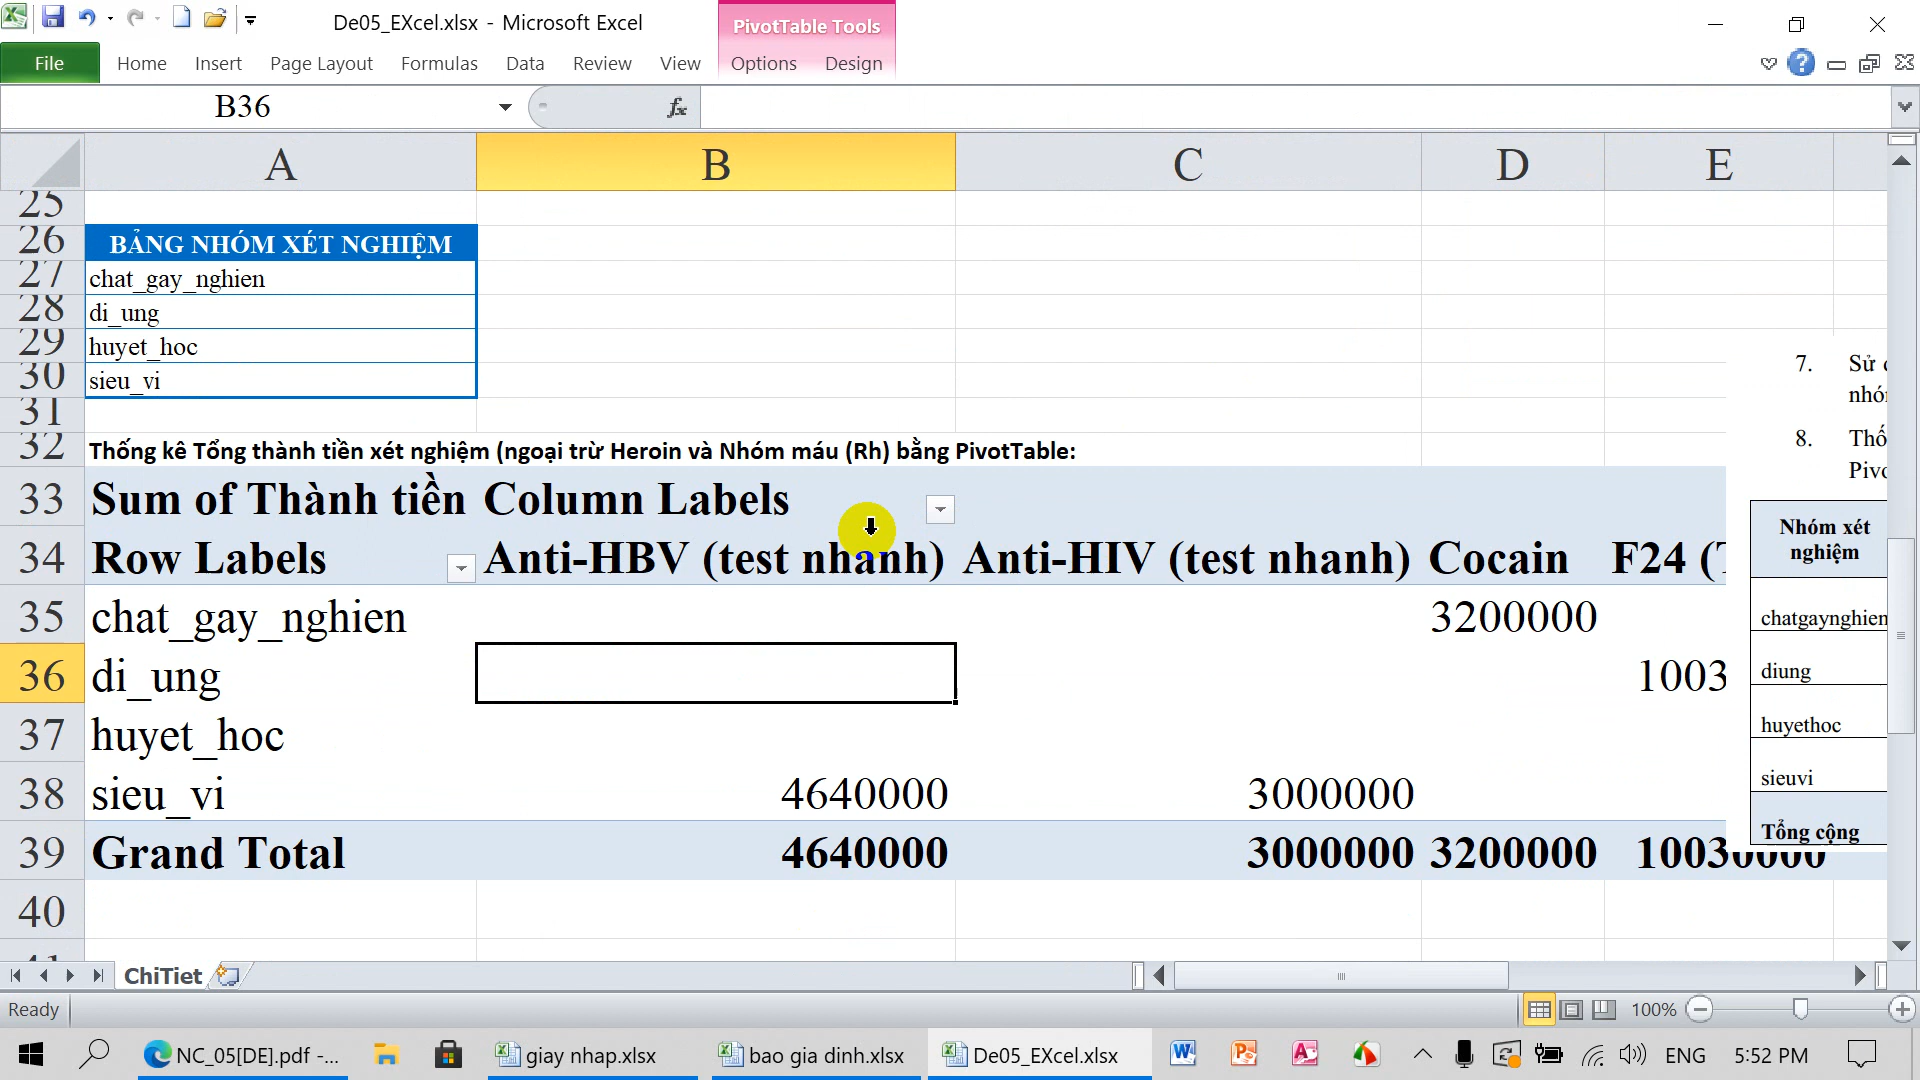 De05_EXcel.xlsx - Microsoft Excel
PivotTable Tools
File Home Insert Page Layout Formulas Data Review View Options Design
B36
fx
A B C D E
25
26 BẢNG NHÓM XÉT NGHIỆM
27 chat_gay_nghien
28 di_ung
29 huyet_hoc
30 sieu_vi
31
32 Thống kê Tổng thành tiền xét nghiệm (ngoại trừ Heroin và Nhóm máu (Rh) bằng PivotTable:
33 Sum of Thành tiền Column Labels
34 Row Labels Anti-HBV (test nhanh) Anti-HIV (test nhanh) Cocain F24 (
35 chat_gay_nghien 3200000
36 di_ung 1003
37 huyet_hoc
38 sieu_vi 4640000 3000000
39 Grand Total 4640000 3000000 3200000 10030000
40
7. Sử
8. Thố
Nhóm xét
nghiệm
chatgaynghien
diung
huyethoc
sieuvi
Tổng cộng
ChiTiet
Ready
100%
NC_05[DE].pdf -... giay nhap.xlsx bao gia dinh.xlsx De05_EXcel.xlsx ENG 5:52 PM